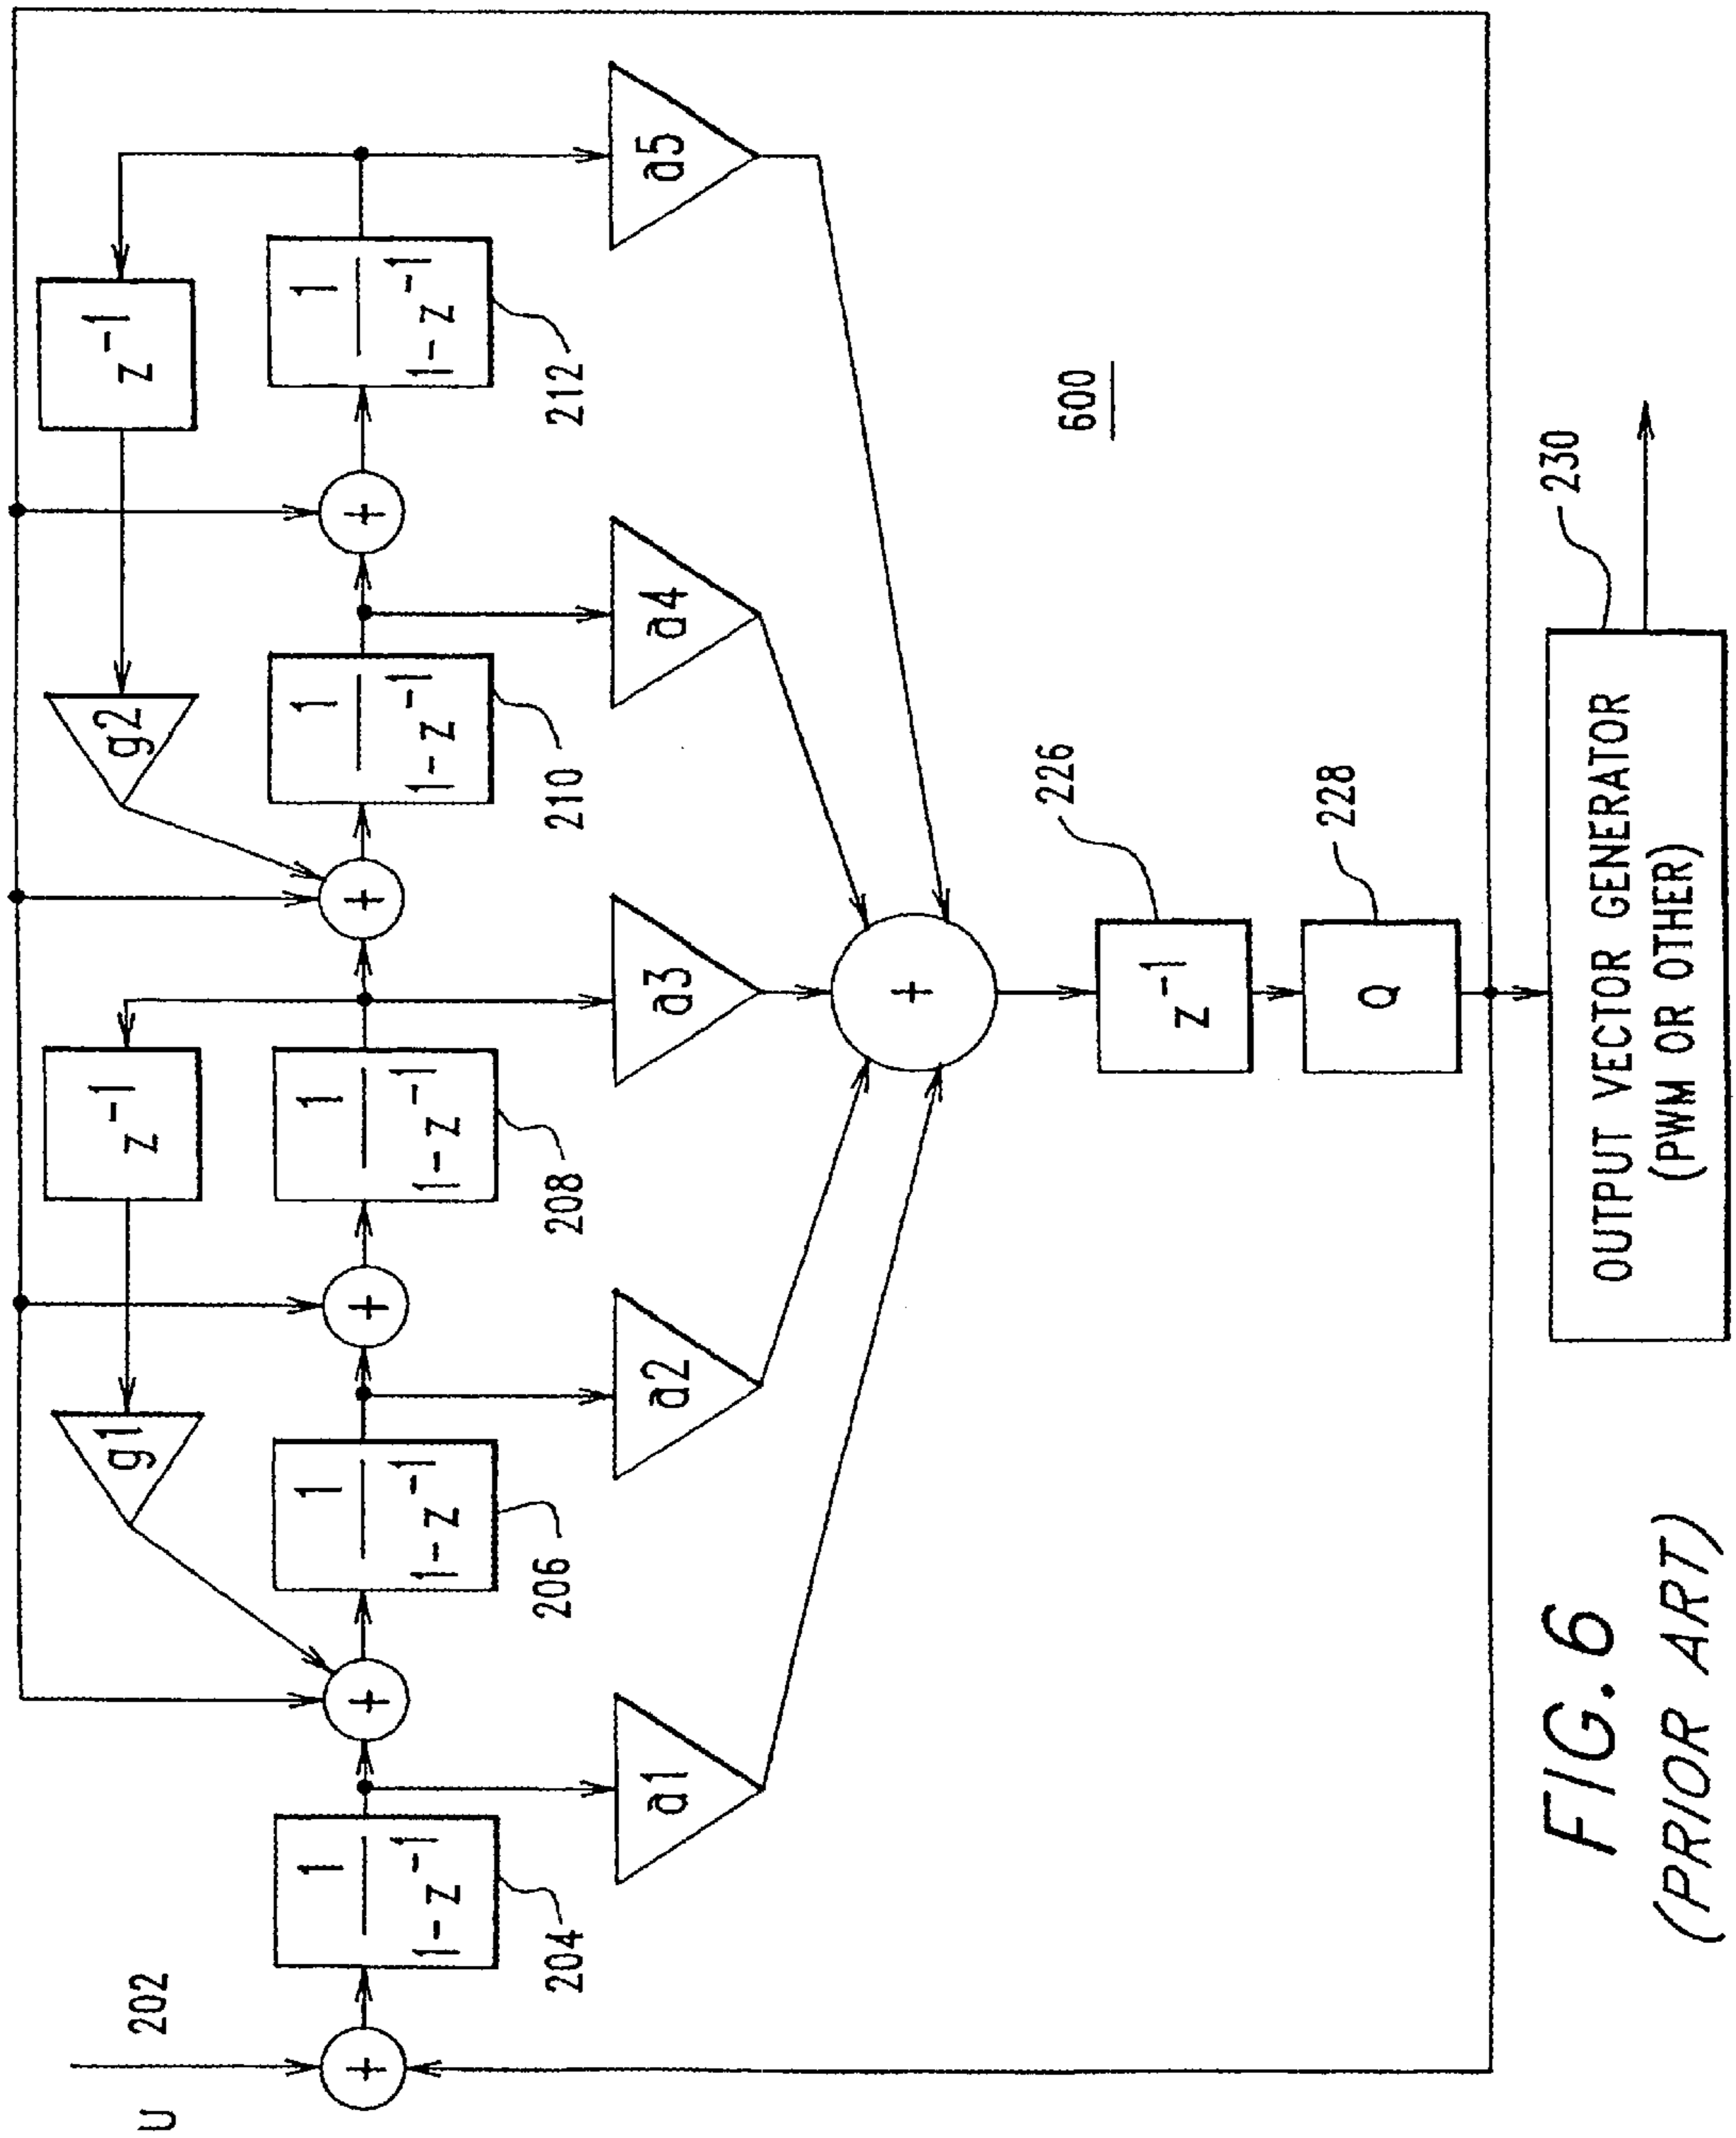 z⁻¹
z⁻¹
g1
g2
U
202
+
1
1-z⁻¹
204
+
1
1-z⁻¹
206
+
1
1-z⁻¹
208
+
1
1-z⁻¹
210
+
1
1-z⁻¹
212
a1
a2
a3
a4
a5
+
600
z⁻¹
226
Q
228
OUTPUT VECTOR GENERATOR
(PWM OR OTHER)
230
FIG.6
(PRIOR ART)